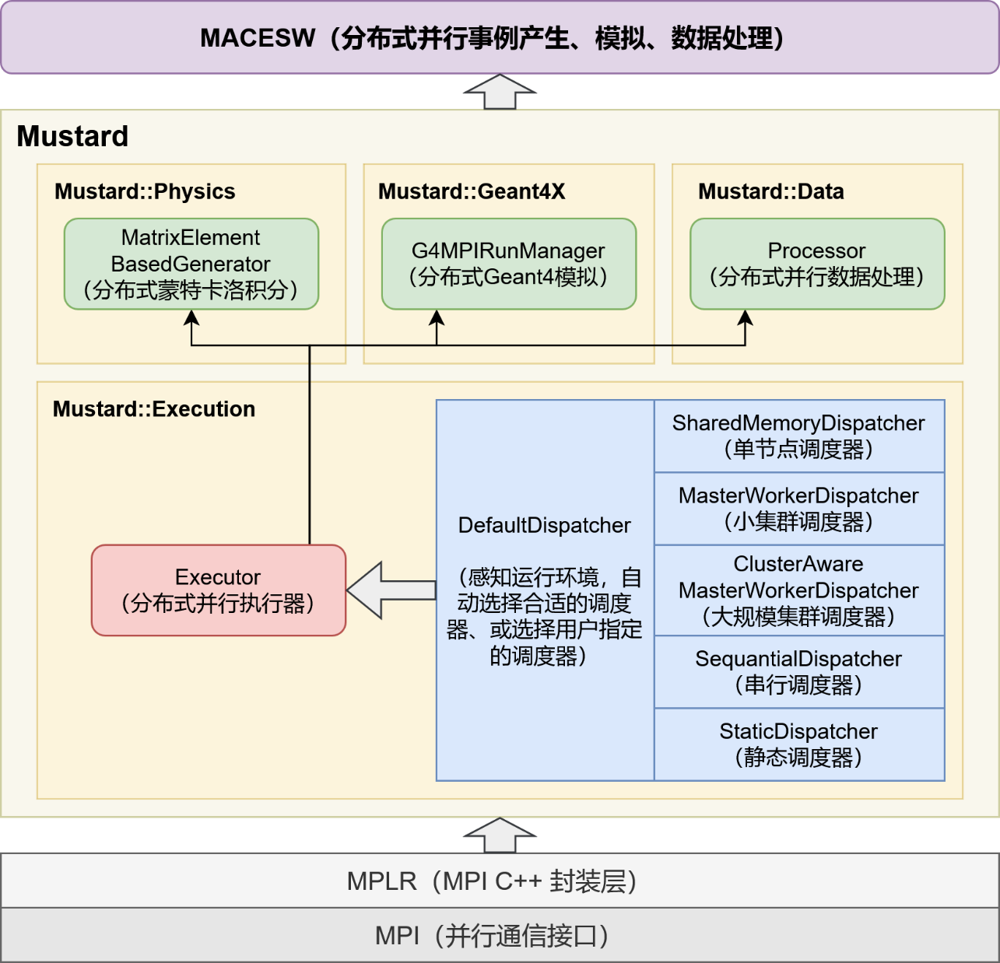 MACESW（分布式并行事例产生、模拟、数据处理）
Mustard
Mustard::Physics
MatrixElement
BasedGenerator
（分布式蒙特卡洛积分）
Mustard::Geant4X
G4MPIRunManager
（分布式Geant4模拟）
Mustard::Data
Processor
（分布式并行数据处理）
Mustard::Execution
Executor
（分布式并行执行器）
DefaultDispatcher
（感知运行环境，自
动选择合适的调度
器、或选择用户指定
的调度器）
SharedMemoryDispatcher
（单节点调度器）
MasterWorkerDispatcher
（小集群调度器）
ClusterAware
MasterWorkerDispatcher
（大规模集群调度器）
SequantialDispatcher
（串行调度器）
StaticDispatcher
（静态调度器）
MPLR（MPI C++ 封装层）
MPI（并行通信接口）